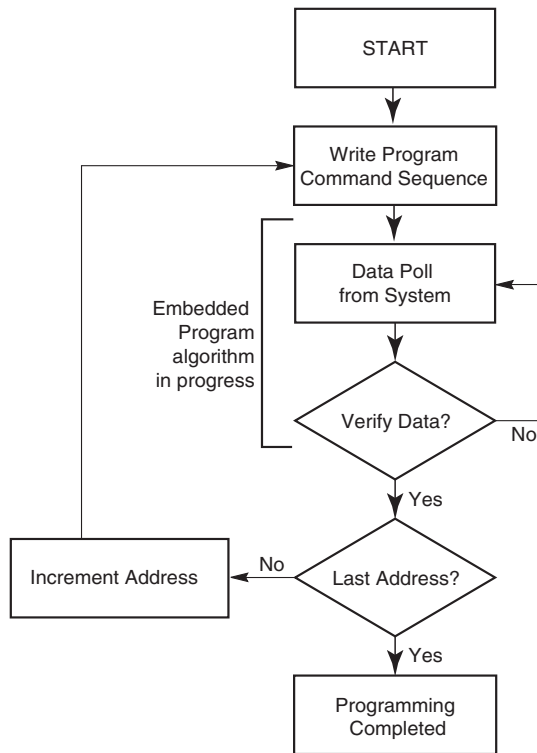 START
Write Program
Command Sequence
Data Poll
from System
Embedded
Program
algorithm
in progress
Verify Data?
No
Yes
Last Address?
No
Increment Address
Yes
Programming
Completed